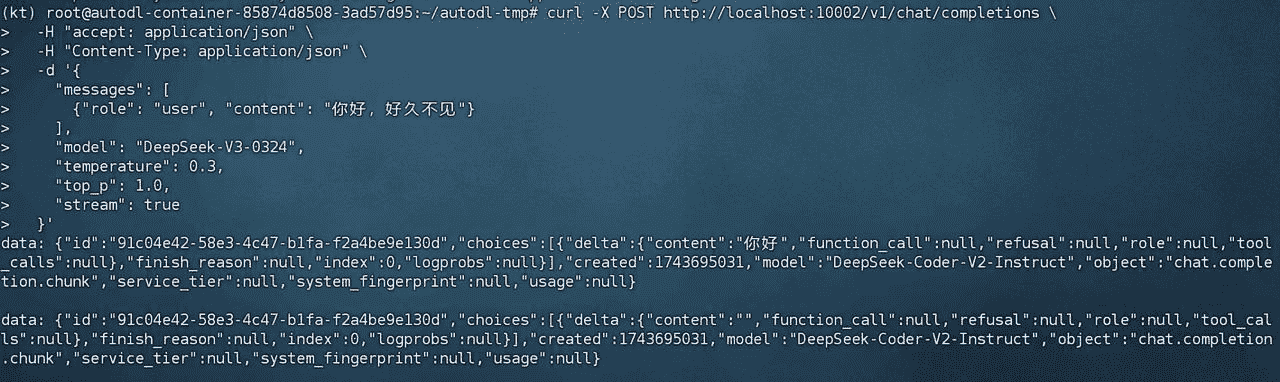 (kt) root@autodl-container-85874d8508-3ad57d95:~/autodl-tmp# curl -X POST http://localhost:10002/v1/chat/completions \
>   -H "accept: application/json" \
>   -H "Content-Type: application/json" \
>   -d '{
>     "messages": [
>       {"role": "user", "content": "你好，好久不见"}
>     ],
>     "model": "DeepSeek-V3-0324",
>     "temperature": 0.3,
>     "top_p": 1.0,
>     "stream": true
>   }'
data: {"id":"91c04e42-58e3-4c47-b1fa-f2a4be9e130d","choices":[{"delta":{"content":"你好","function_call":null,"refusal":null,"role":null,"tool
_calls":null},"finish_reason":null,"index":0,"logprobs":null}],"created":1743695031,"model":"DeepSeek-Coder-V2-Instruct","object":"chat.comple
tion.chunk","service_tier":null,"system_fingerprint":null,"usage":null}
data: {"id":"91c04e42-58e3-4c47-b1fa-f2a4be9e130d","choices":[{"delta":{"content":"","function_call":null,"refusal":null,"role":null,"tool_cal
ls":null},"finish_reason":null,"index":0,"logprobs":null}],"created":1743695031,"model":"DeepSeek-Coder-V2-Instruct","object":"chat.completion
.chunk","service_tier":null,"system_fingerprint":null,"usage":null}